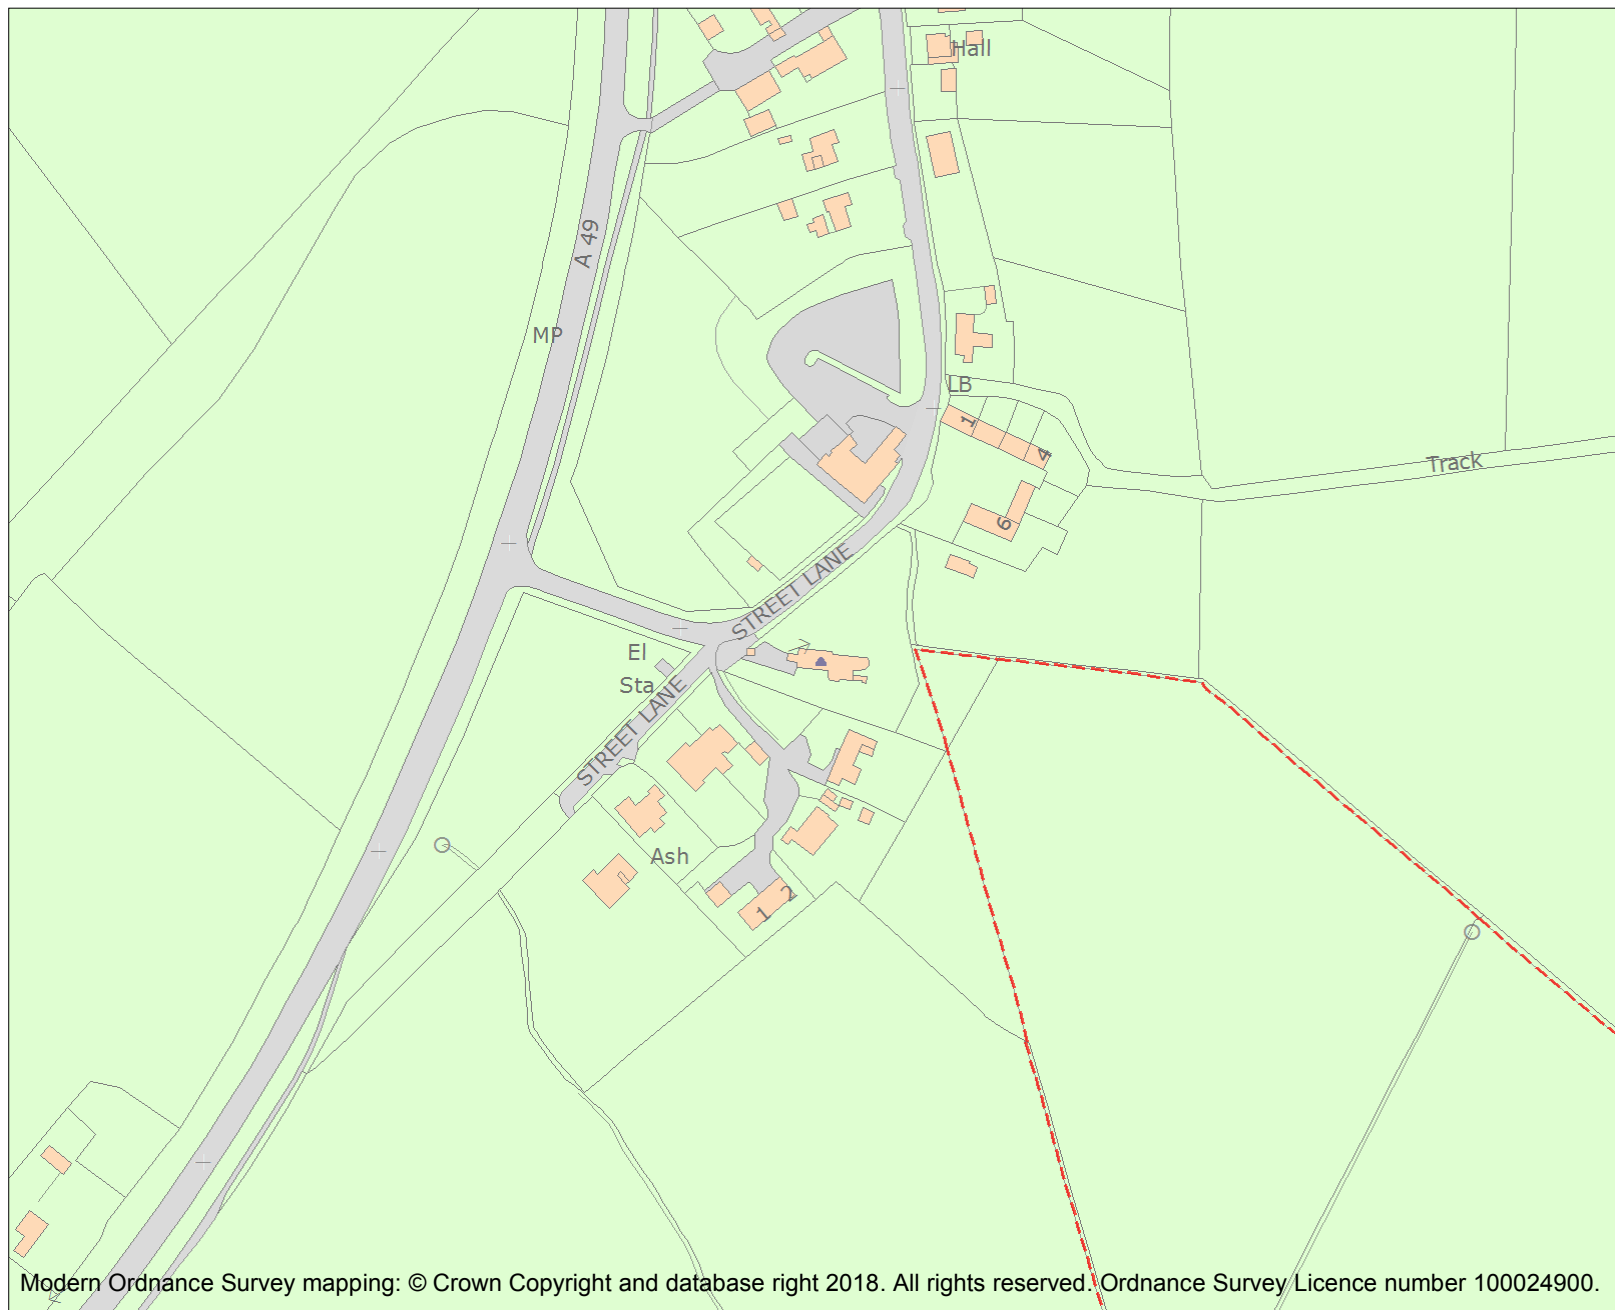 Hall
A 49
MP
LB
1
4
Track
6
STREET LANE
El
Sta
STREET LANE
Ash
1
2
Modern Ordnance Survey mapping: © Crown Copyright and database right 2018. All rights reserved. Ordnance Survey Licence number 100024900.